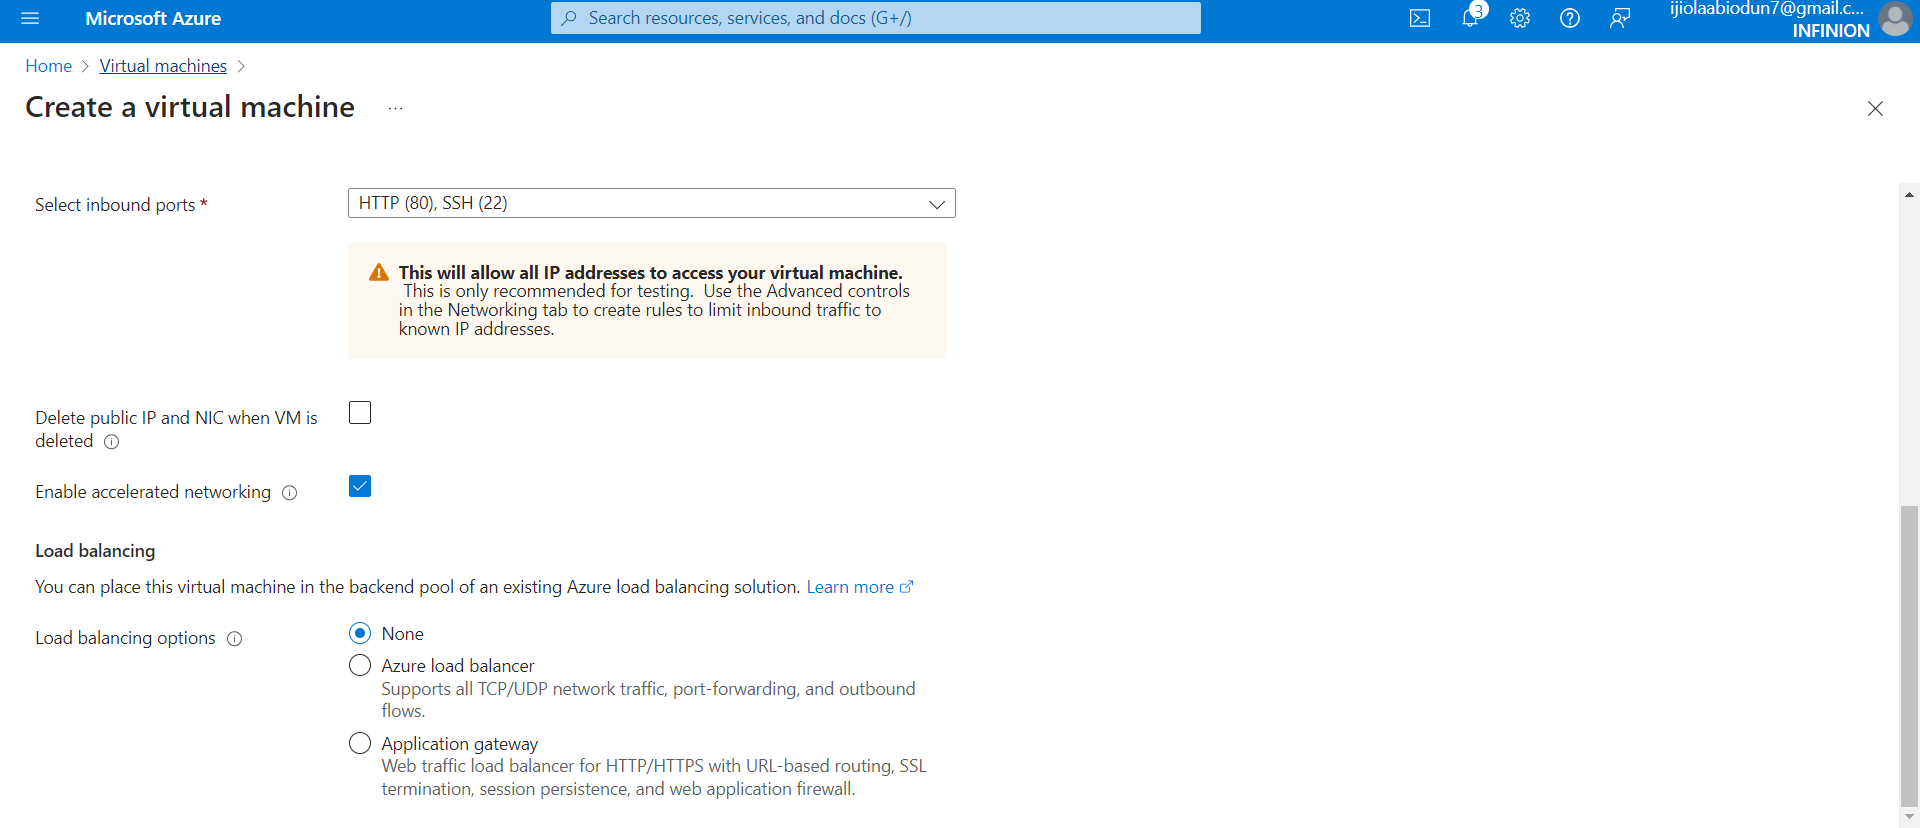 Microsoft Azure
Search resources, services, and docs (G+/)
3
ijiolaabiodun7@gmail.c...
INFINION
Home > Virtual machines >
Create a virtual machine ...
Select inbound ports *
HTTP (80), SSH (22)
This will allow all IP addresses to access your virtual machine.
This is only recommended for testing. Use the Advanced controls
in the Networking tab to create rules to limit inbound traffic to
known IP addresses.
Delete public IP and NIC when VM is
deleted
Enable accelerated networking
Load balancing
You can place this virtual machine in the backend pool of an existing Azure load balancing solution. Learn more
Load balancing options
None
Azure load balancer
Supports all TCP/UDP network traffic, port-forwarding, and outbound
flows.
Application gateway
Web traffic load balancer for HTTP/HTTPS with URL-based routing, SSL
termination, session persistence, and web application firewall.